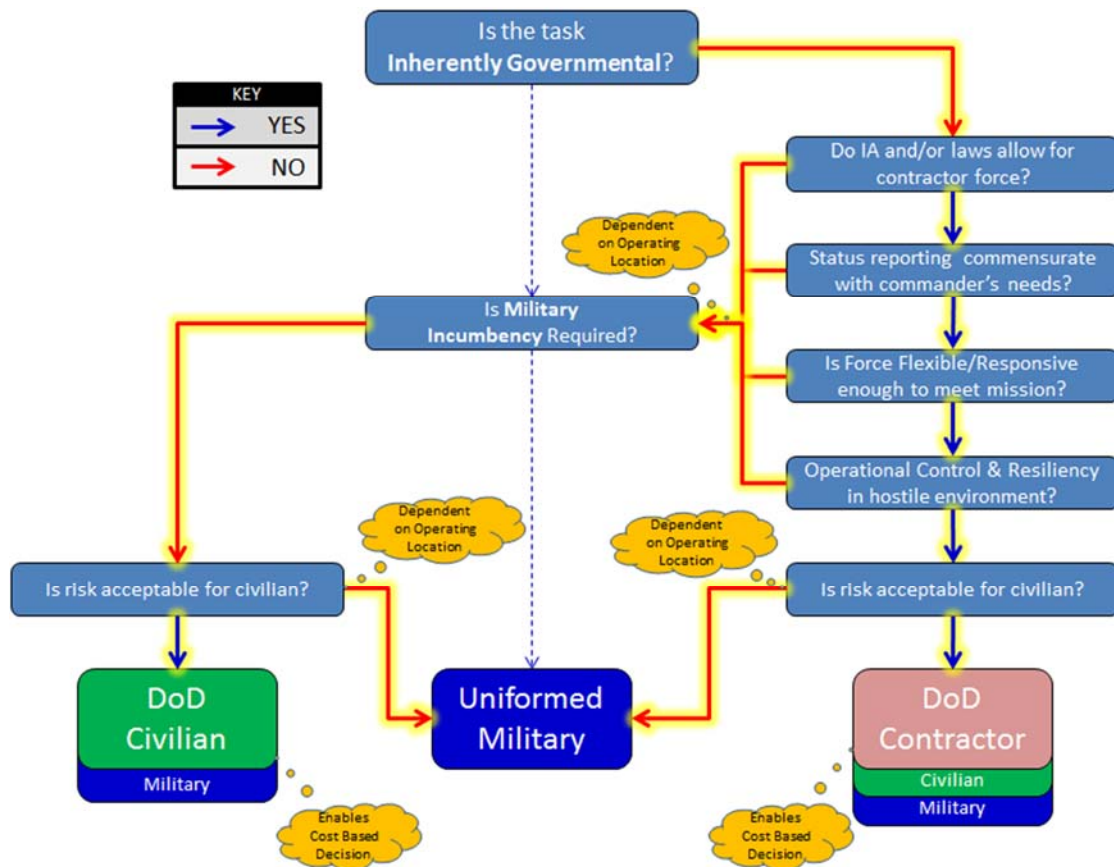 Is the task
Inherently Governmental?
KEY
YES
NO
Do IA and/or laws allow for
contractor force?
Dependent
on Operating
Location
Status reporting commensurate
with commander's needs?
Is Military
Incumbency Required?
Is Force Flexible/Responsive
enough to meet mission?
Operational Control & Resiliency
in hostile environment?
Dependent
on Operating
Location
Dependent
on Operating
Location
Is risk acceptable for civilian?
Is risk acceptable for civilian?
DoD
Civilian
Military
Uniformed
Military
DoD
Contractor
Civilian
Military
Enables
Cost Based
Decision
Enables
Cost Based
Decision